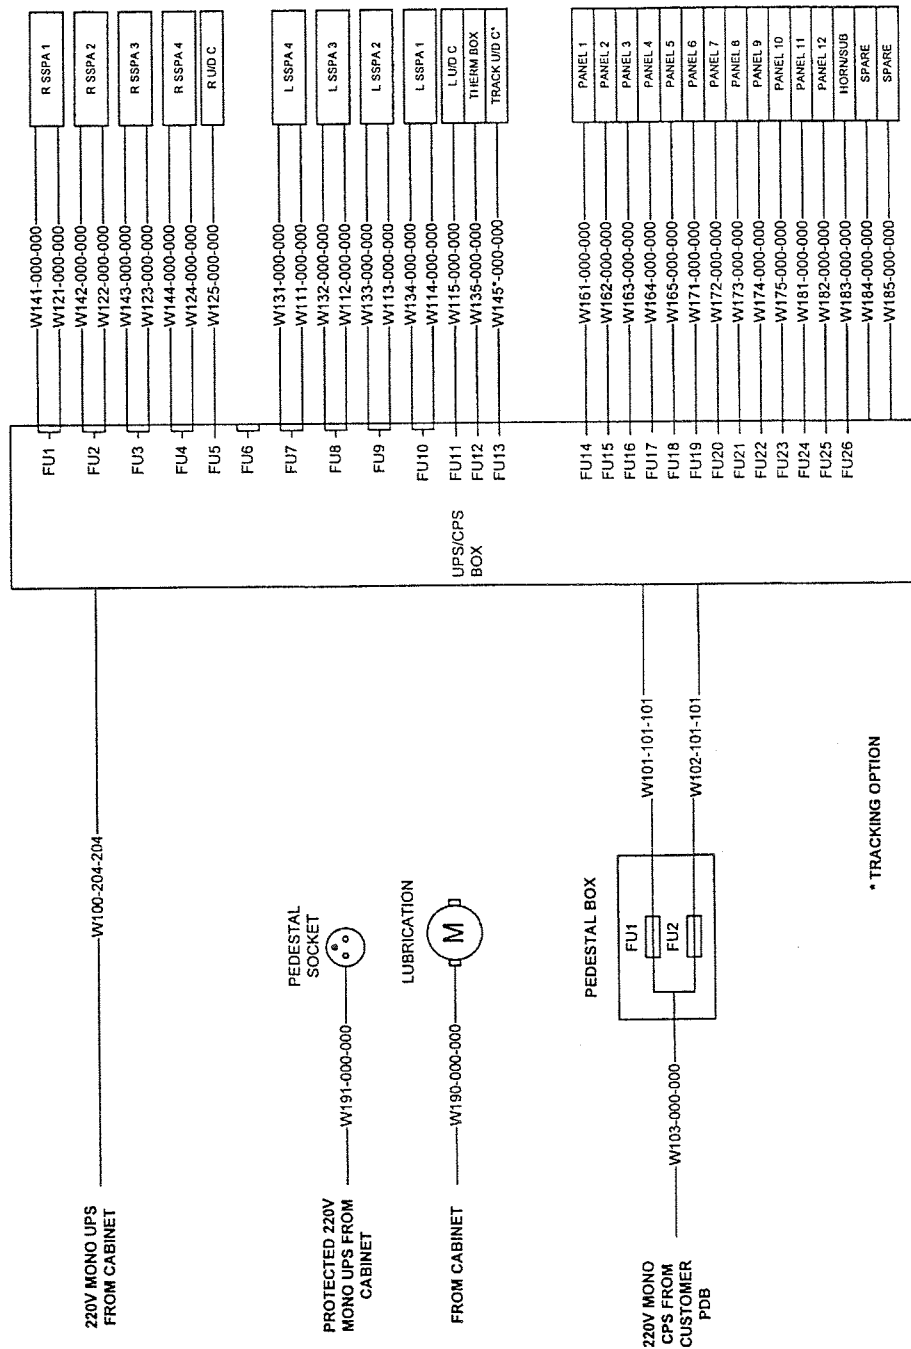 R SSPA 1
R SSPA 2
R SSPA 3
R SSPA 4
R U/D C
L SSPA 4
L SSPA 3
L SSPA 2
L SSPA 1
L U/D C
THERM BOX
TRACK U/D C*
PANEL 1
PANEL 2
PANEL 3
PANEL 4
PANEL 5
PANEL 6
PANEL 7
PANEL 8
PANEL 9
PANEL 10
PANEL 11
PANEL 12
HORN/SUB
SPARE
SPARE
W141-000-000
W121-000-000
W142-000-000
W122-000-000
W143-000-000
W123-000-000
W144-000-000
W124-000-000
W125-000-000
W131-000-000
W111-000-000
W132-000-000
W112-000-000
W133-000-000
W113-000-000
W134-000-000
W114-000-000
W115-000-000
W135-000-000
W145*-000-000
W161-000-000
W162-000-000
W163-000-000
W164-000-000
W165-000-000
W171-000-000
W172-000-000
W173-000-000
W174-000-000
W175-000-000
W181-000-000
W182-000-000
W183-000-000
W184-000-000
W185-000-000
FU1
FU2
FU3
FU4
FU5
FU6
FU7
FU8
FU9
FU10
FU11
FU12
FU13
FU14
FU15
FU16
FU17
FU18
FU19
FU20
FU21
FU22
FU23
FU24
FU25
FU26
UPS/CPS
BOX
W100-204-204
W101-101-101
W102-101-101
PEDESTAL
SOCKET
LUBRICATION
M
PEDESTAL BOX
FU1
FU2
* TRACKING OPTION
W191-000-000
W190-000-000
W103-000-000
220V MONO UPS
FROM CABINET
PROTECTED 220V
MONO UPS FROM
CABINET
FROM CABINET
220V MONO
CPS FROM
CUSTOMER
PDB